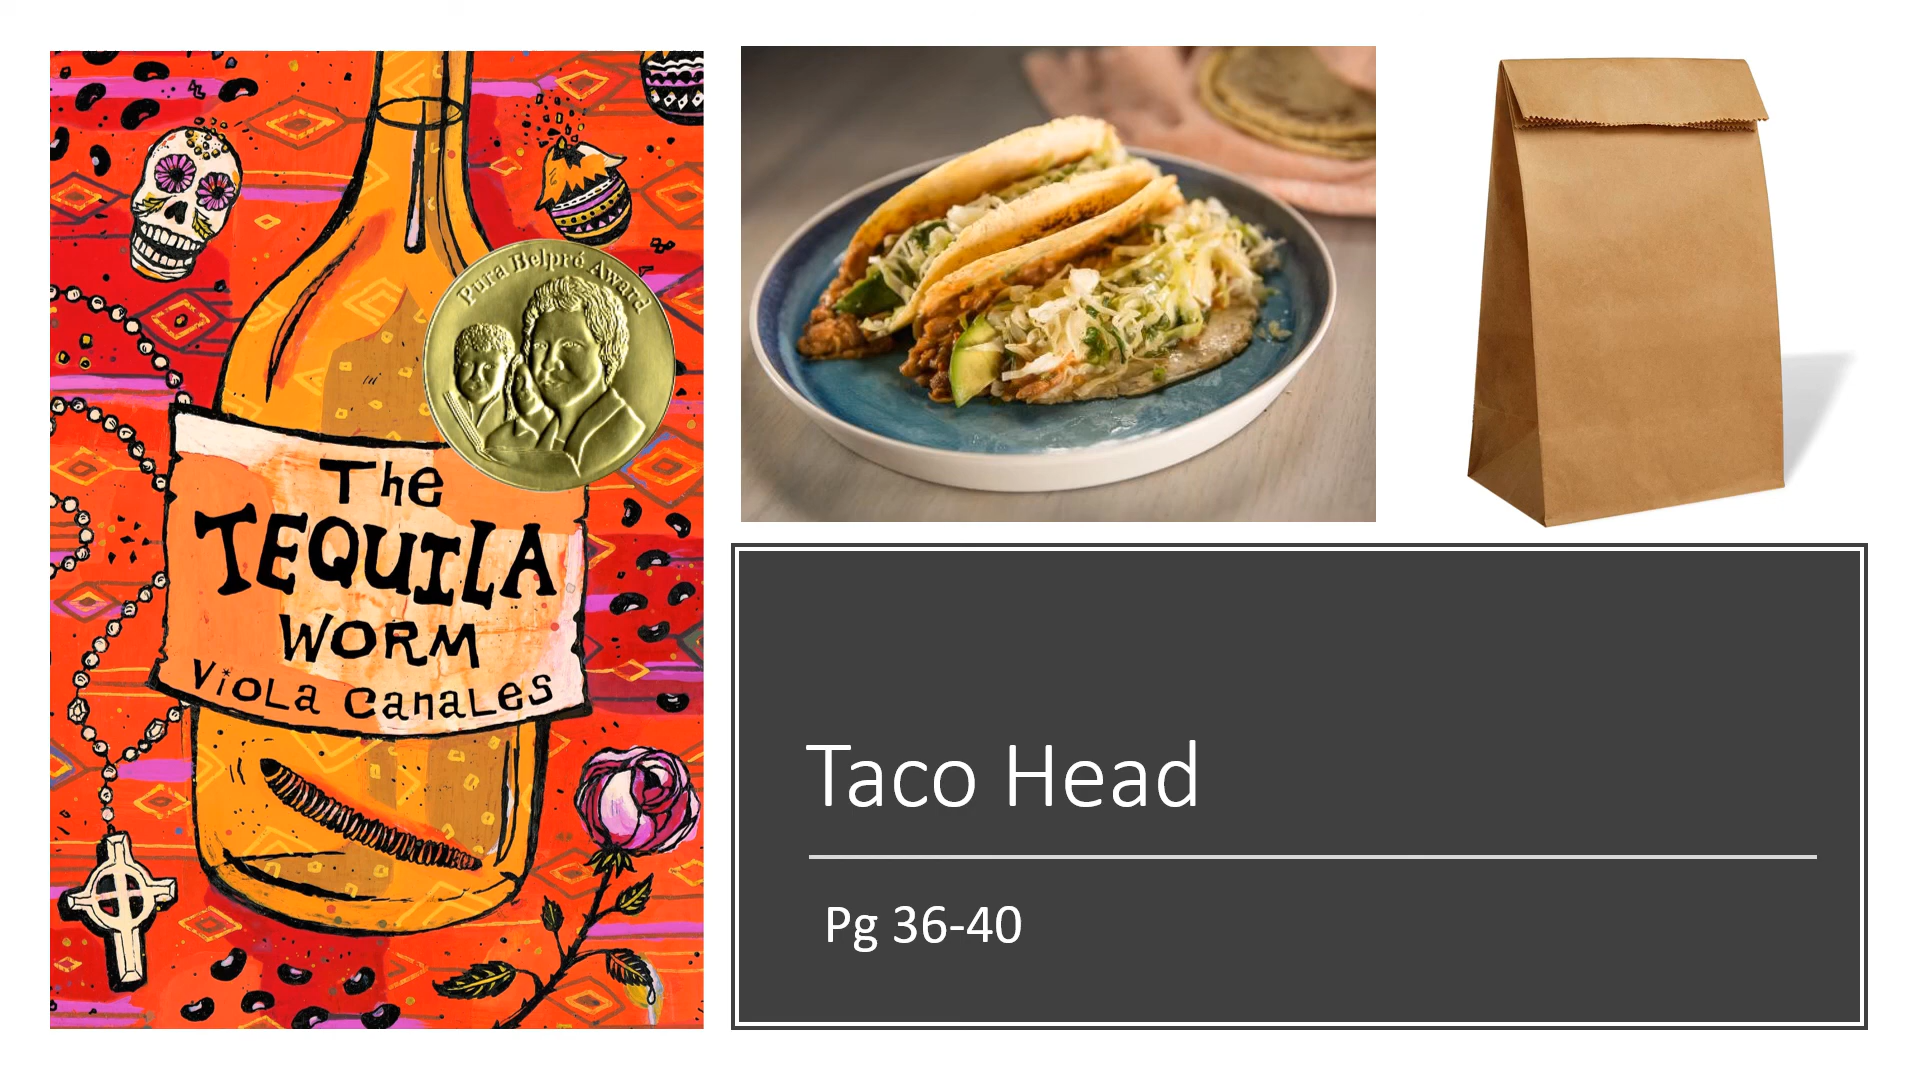 Pura Belpré Award
The
TEQUILA
WORM
Viola Canales
Taco Head
Pg 36-40